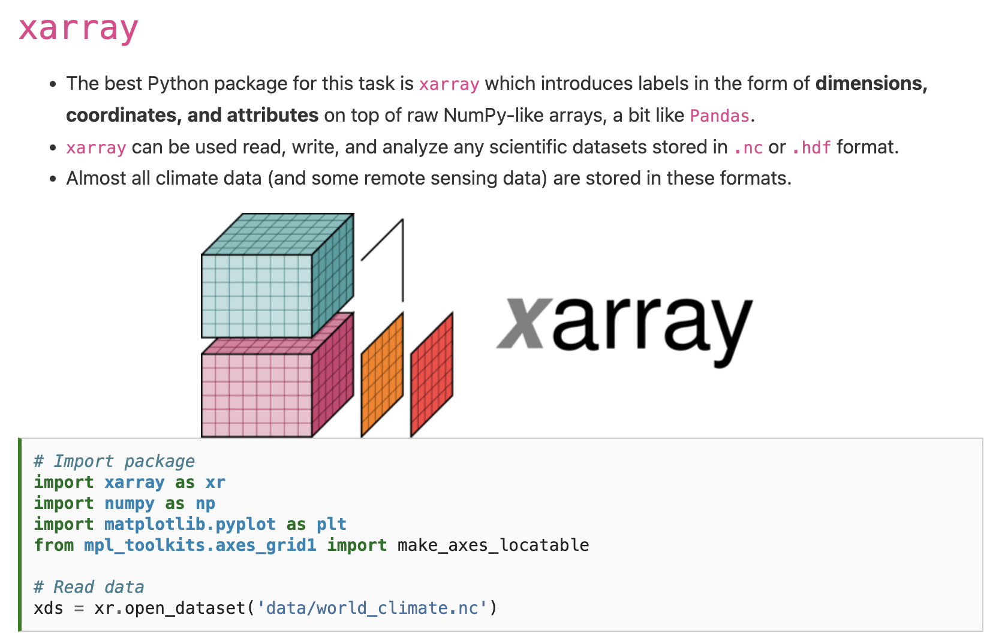 xarray
The best Python package for this task is xarray which introduces labels in the form of dimensions,
coordinates, and attributes on top of raw NumPy-like arrays, a bit like Pandas.
xarray can be used read, write, and analyze any scientific datasets stored in .nc or .hdf format.
Almost all climate data (and some remote sensing data) are stored in these formats.
xarray
# Import package
import xarray as xr
import numpy as np
import matplotlib.pyplot as plt
from mpl_toolkits.axes_grid1 import make_axes_locatable
# Read data
xds = xr.open_dataset('data/world_climate.nc')